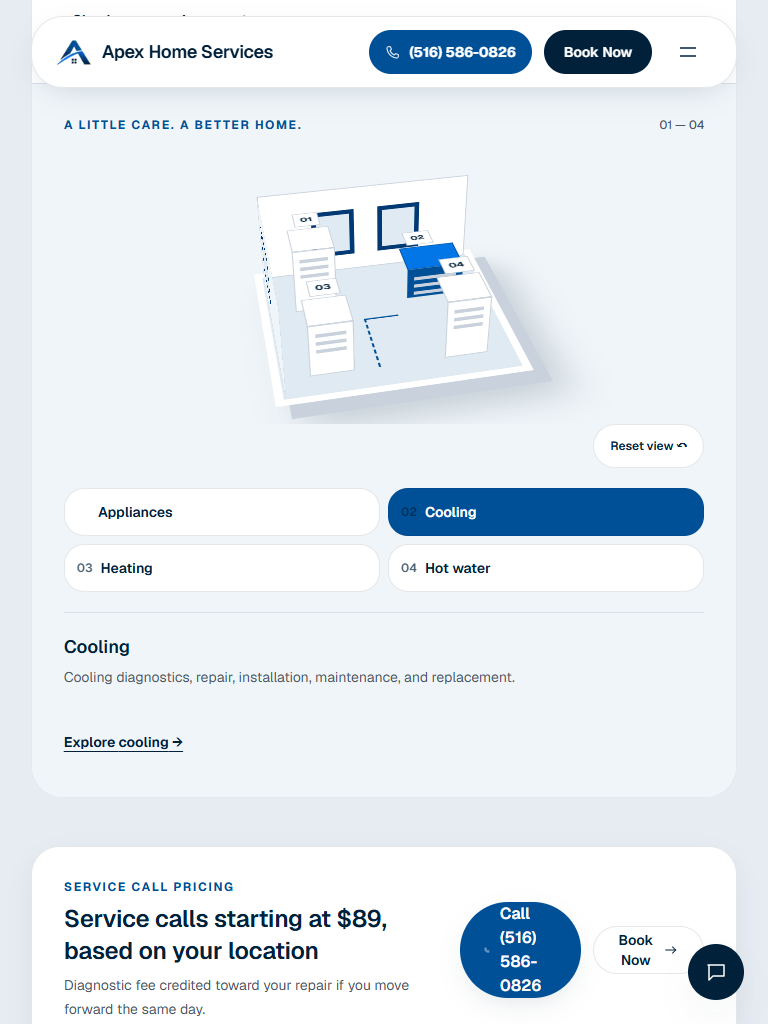 Apex Home Services
(516) 586-0826
Book Now
A LITTLE CARE. A BETTER HOME.
01 — 04
01
02
04
03
Reset view
Appliances
02 Cooling
03 Heating
04 Hot water
Cooling
Cooling diagnostics, repair, installation, maintenance, and replacement.
Explore cooling →
SERVICE CALL PRICING
Service calls starting at $89,
based on your location
Diagnostic fee credited toward your repair if you move
forward the same day.
Call
(516)
586-
0826
Book
Now →